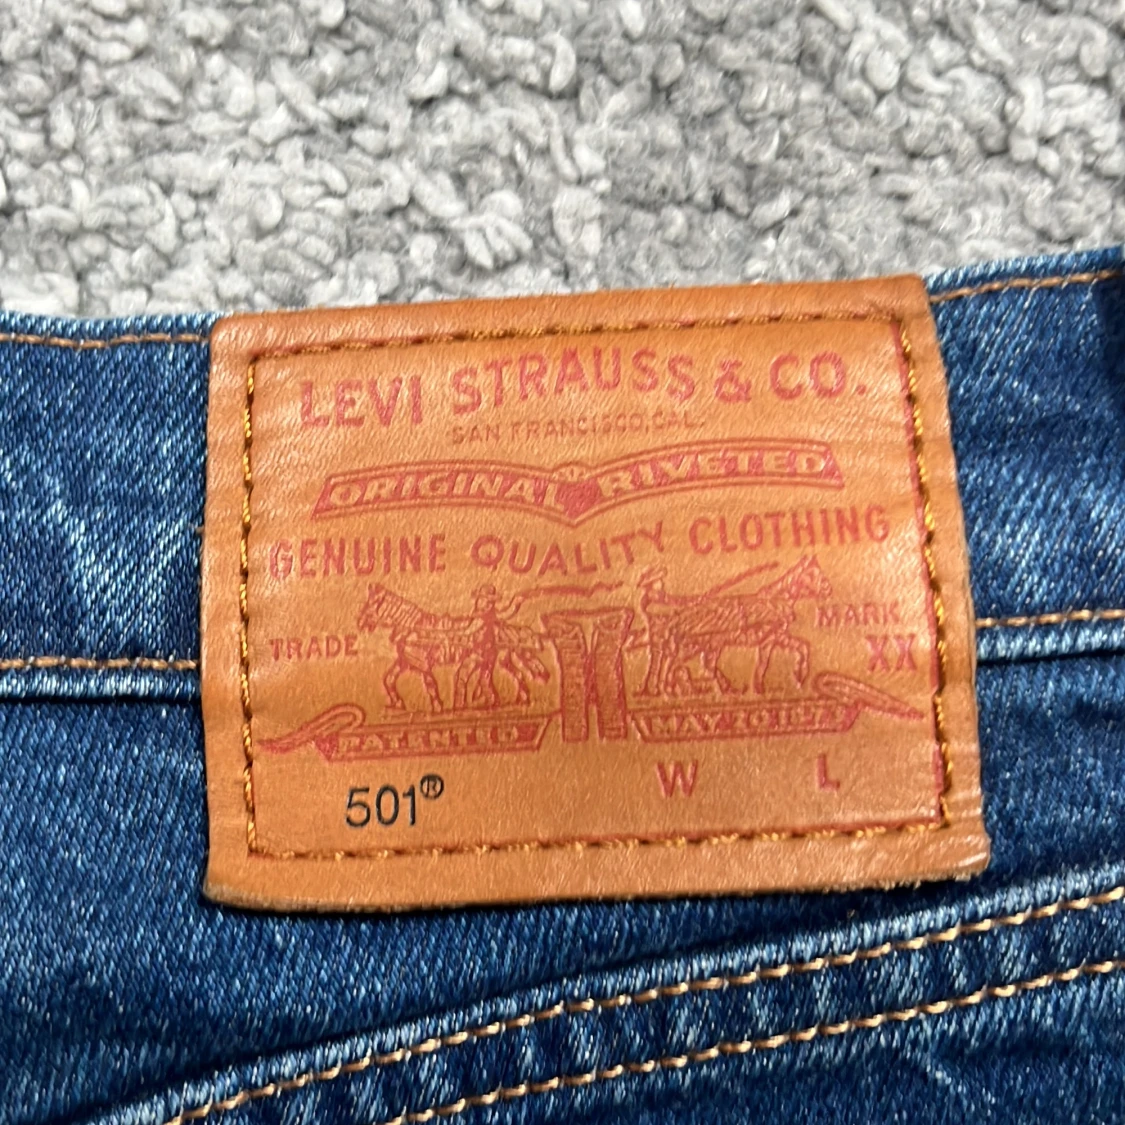 LEVI STRAUSS & CO.
SAN FRANCISCO, CAL.
ORIGINAL RIVETED
GENUINE QUALITY CLOTHING
TRADE MARK
XX
PATENTED MAY 20 1873
501® W L